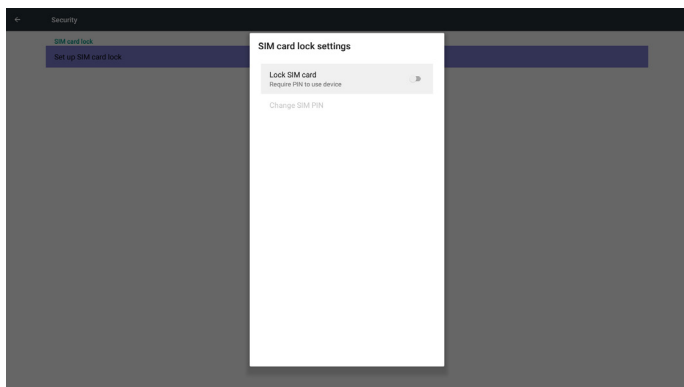 Security
SIM card lock
Set up SIM card lock
SIM card lock settings
Lock SIM card
Require PIN to use device
Change SIM PIN